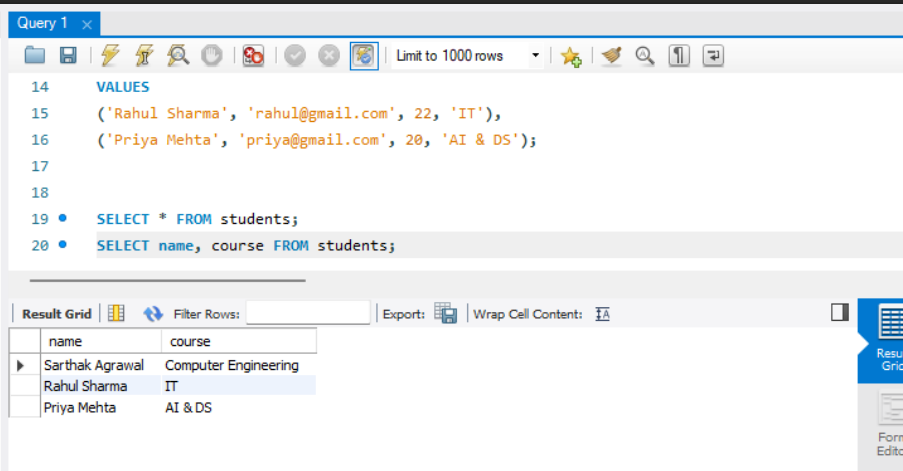 Query 1
Limit to 1000 rows
14 VALUES
15 ('Rahul Sharma', 'rahul@gmail.com', 22, 'IT'),
16 ('Priya Mehta', 'priya@gmail.com', 20, 'AI & DS');
17
18
19 SELECT * FROM students;
20 SELECT name, course FROM students;
Result Grid Filter Rows: Export: Wrap Cell Content: IA
name course
Sarthak Agrawal Computer Engineering
Rahul Sharma IT
Priya Mehta AI & DS
Resu
Grid
Form
Edito